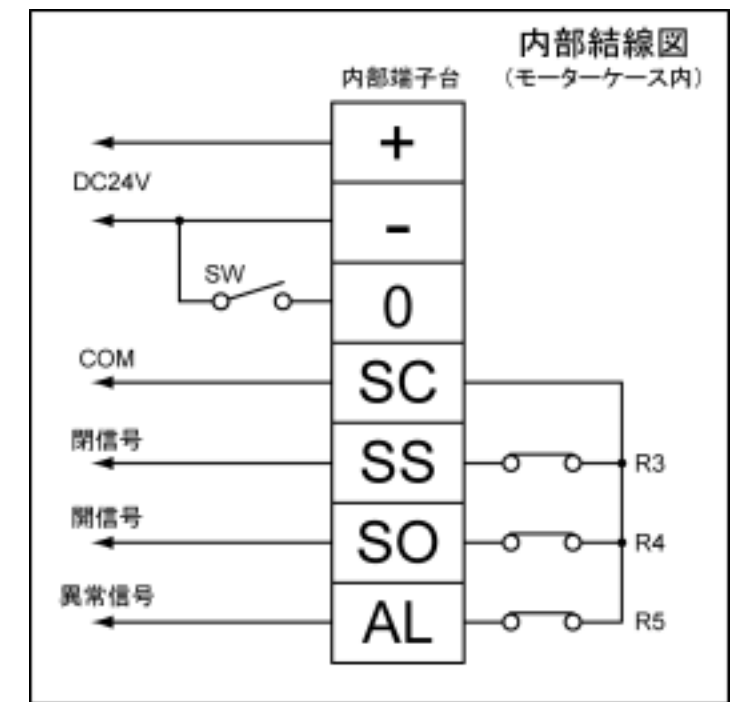 内部結線図
内部端子台
（モーターケース内）
+
DC24V
-
SW
0
COM
SC
閉信号
SS
R3
開信号
SO
R4
異常信号
AL
R5